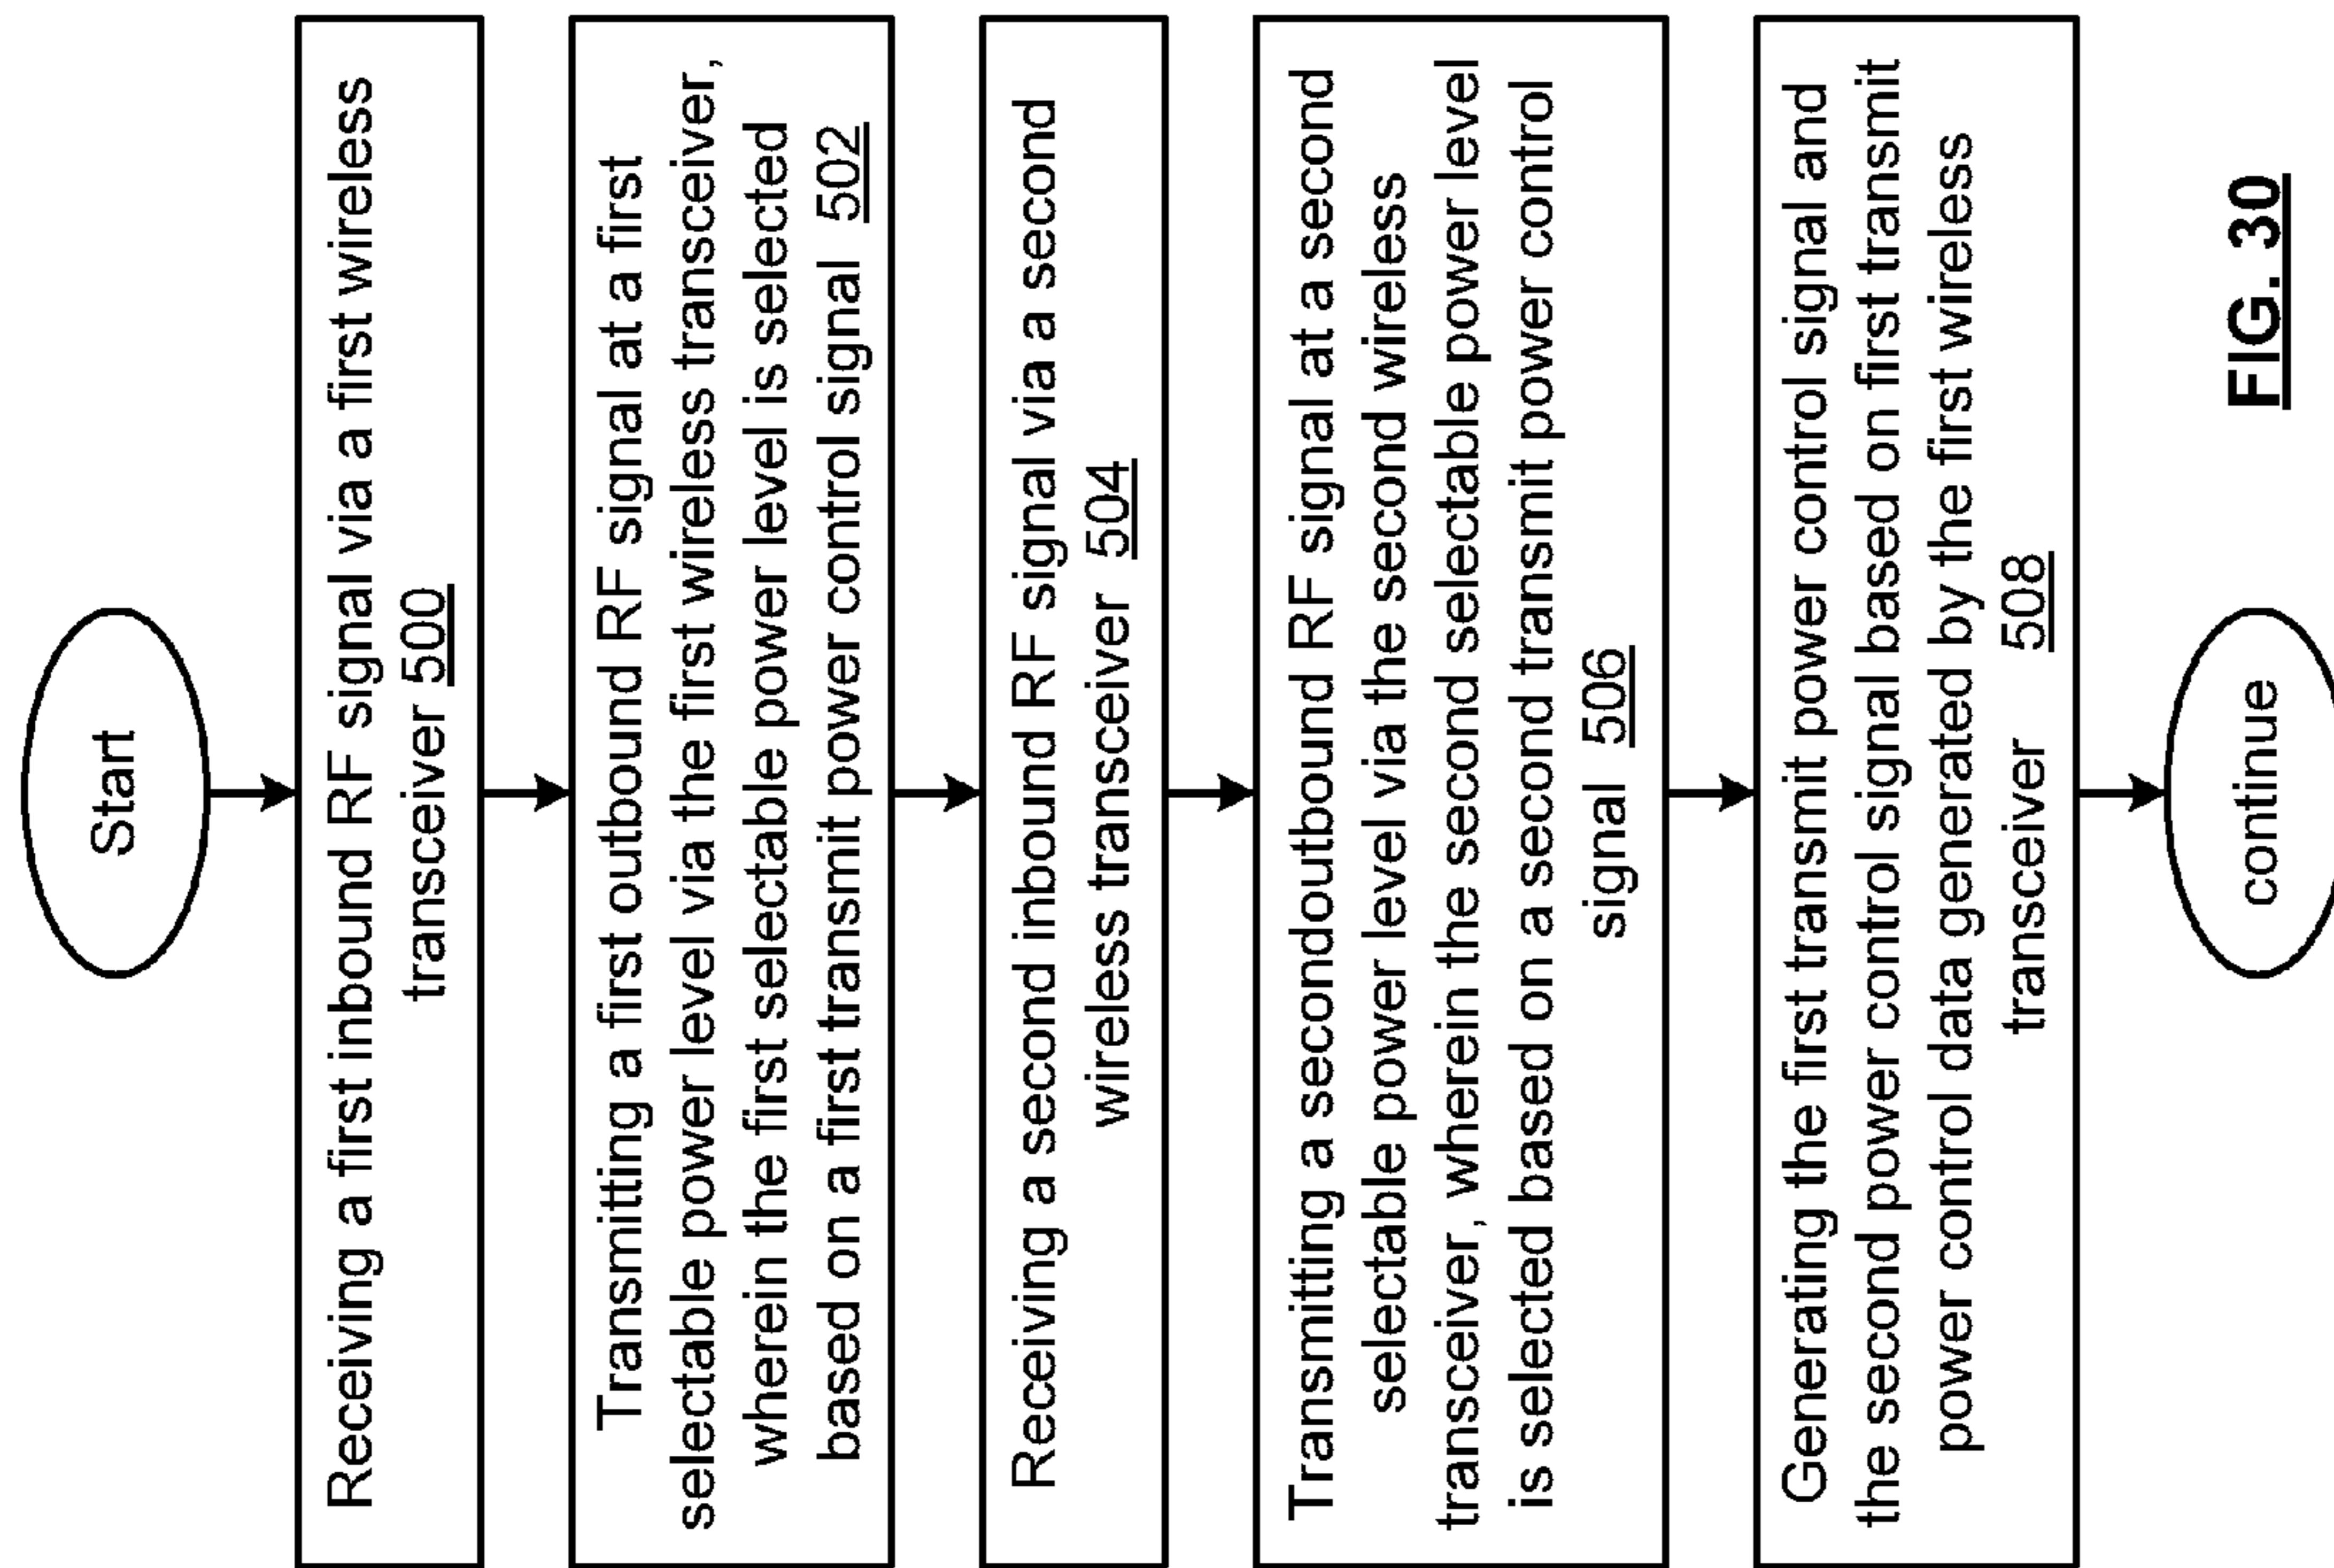 Start
Receiving a first inbound RF signal via a first wireless
transceiver 500
Transmitting a first outbound RF signal at a first
selectable power level via the first wireless transceiver,
wherein the first selectable power level is selected
based on a first transmit power control signal 502
Receiving a second inbound RF signal via a second
wireless transceiver 504
Transmitting a secondoutbound RF signal at a second
selectable power level via the second wireless
transceiver, wherein the second selectable power level
is selected based on a second transmit power control
signal 506
Generating the first transmit power control signal and
the second power control signal based on first transmit
power control data generated by the first wireless
transceiver 508
continue
FIG. 30